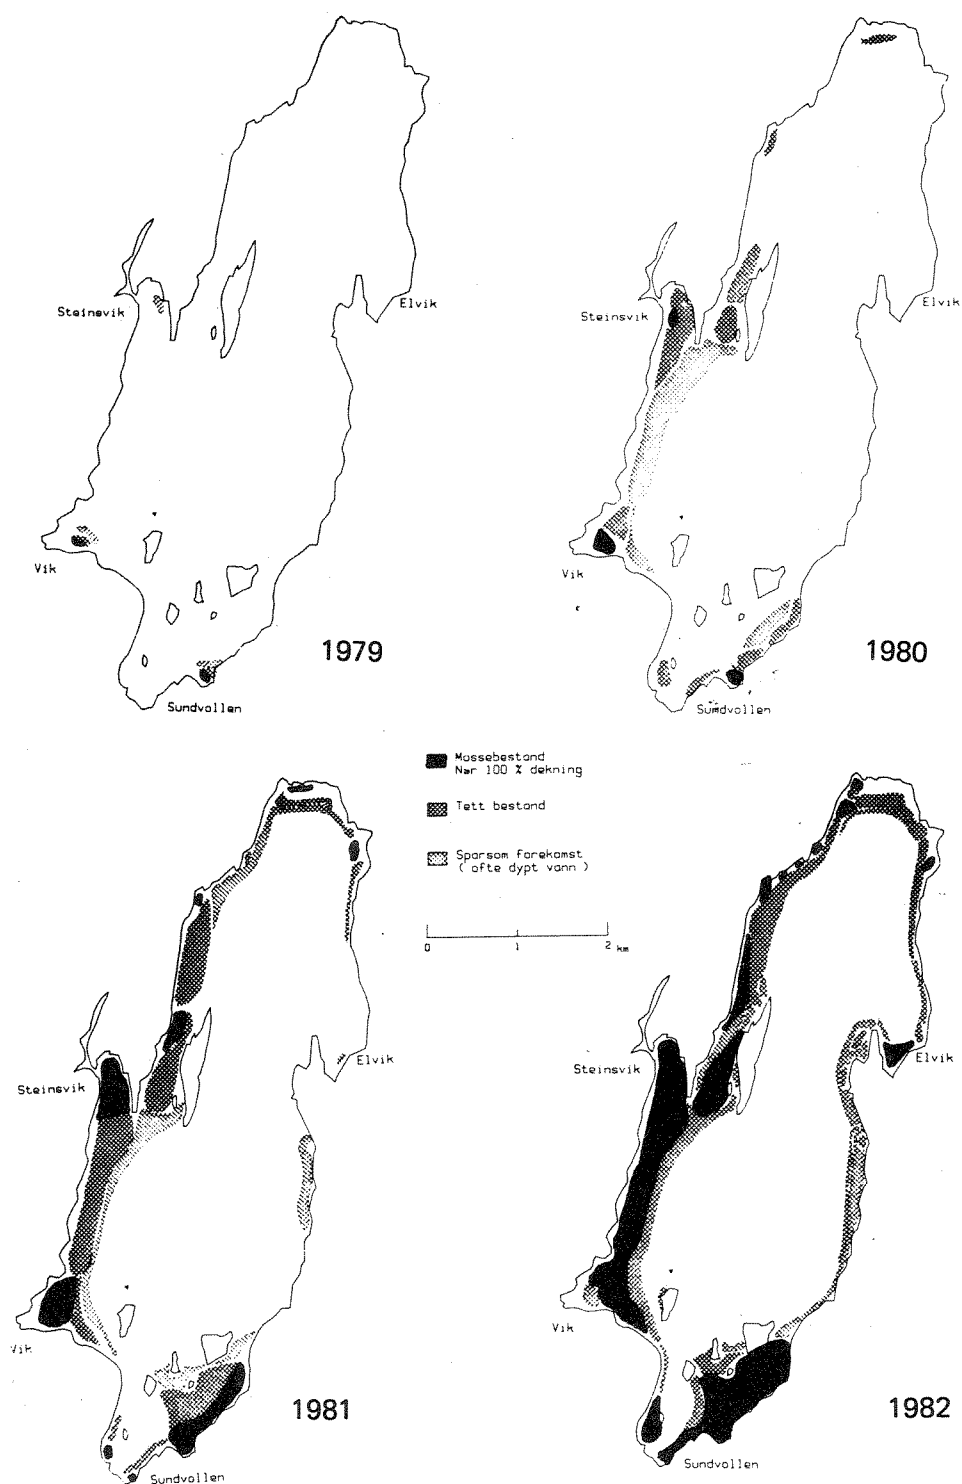 Steinsvik
Elvik
Vik
1979
Sundvollen
Steinsvik
Elvik
Vik
1980
Sundvollen
Massebestand
Nær 100 % dekning
Tett bestand
Sparsom forekomst
( ofte dypt vann )
0 1 2 km
Steinsvik
Elvik
Vik
1981
Sundvollen
Steinsvik
Elvik
Vik
1982
Sundvollen